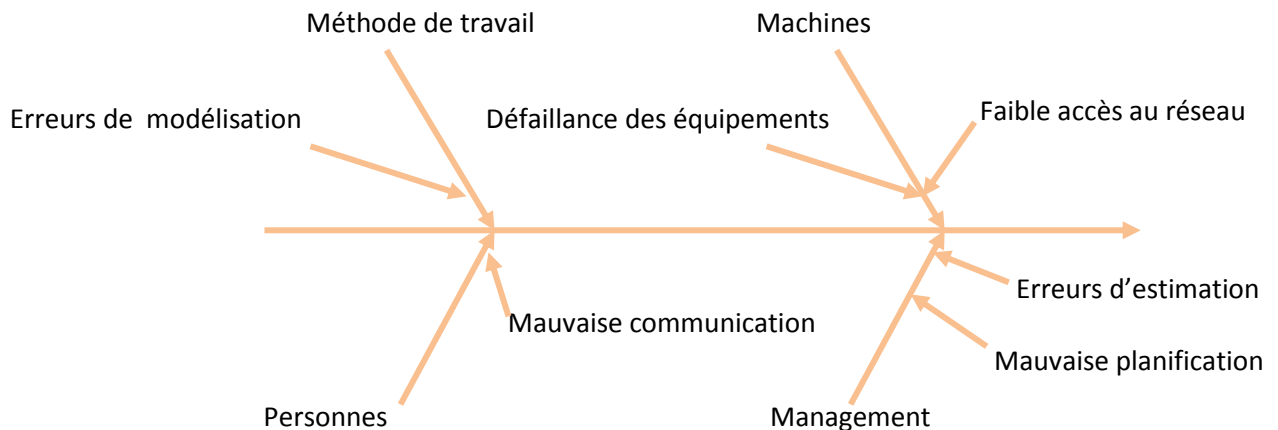 Méthode de travail
Machines
Erreurs de modélisation
Défaillance des équipements
Faible accès au réseau
Mauvaise communication
Erreurs d’estimation
Mauvaise planification
Personnes
Management